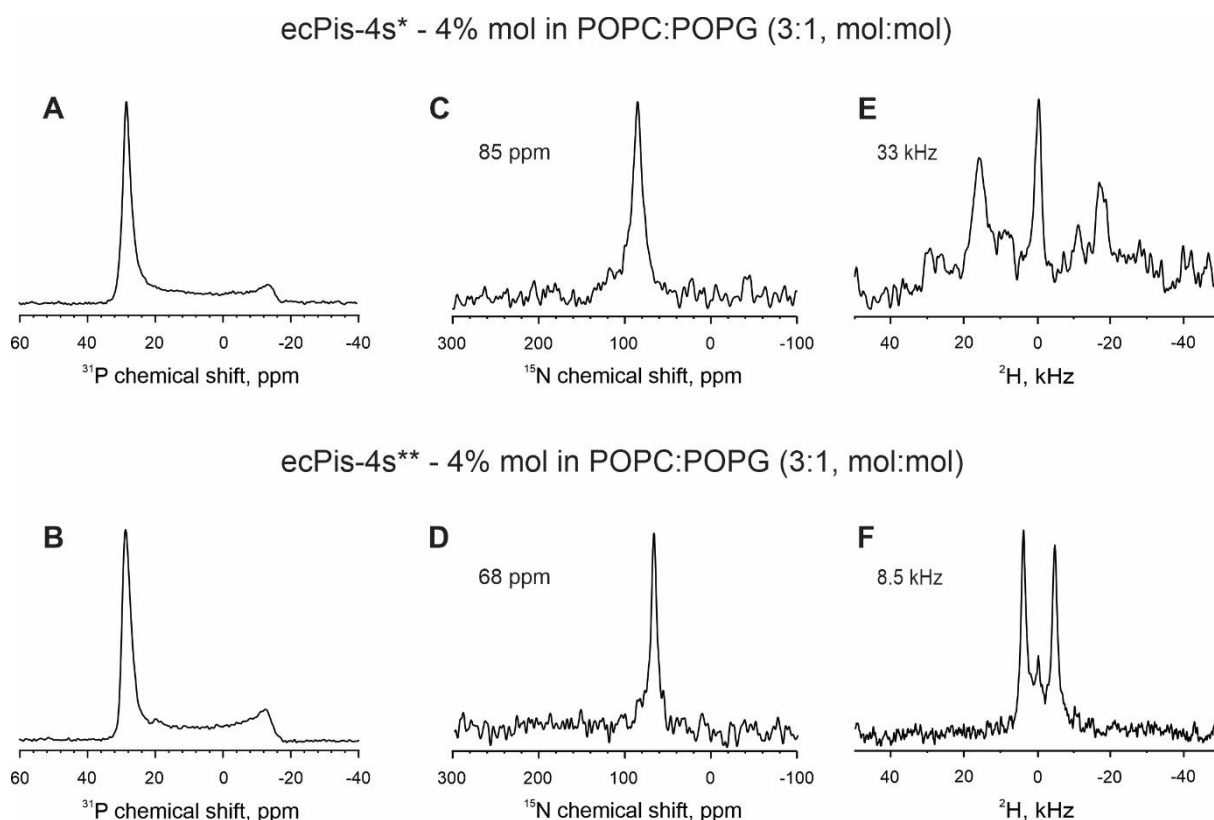 ecPis-4s* - 4% mol in POPC:POPG (3:1, mol:mol)
A
C
E
85 ppm
33 kHz
60 40 20 0 -20 -40
300 200 100 0 -100
40 20 0 -20 -40
31P chemical shift, ppm
15N chemical shift, ppm
2H, kHz
ecPis-4s** - 4% mol in POPC:POPG (3:1, mol:mol)
B
D
F
68 ppm
8.5 kHz
60 40 20 0 -20 -40
300 200 100 0 -100
40 20 0 -20 -40
31P chemical shift, ppm
15N chemical shift, ppm
2H, kHz